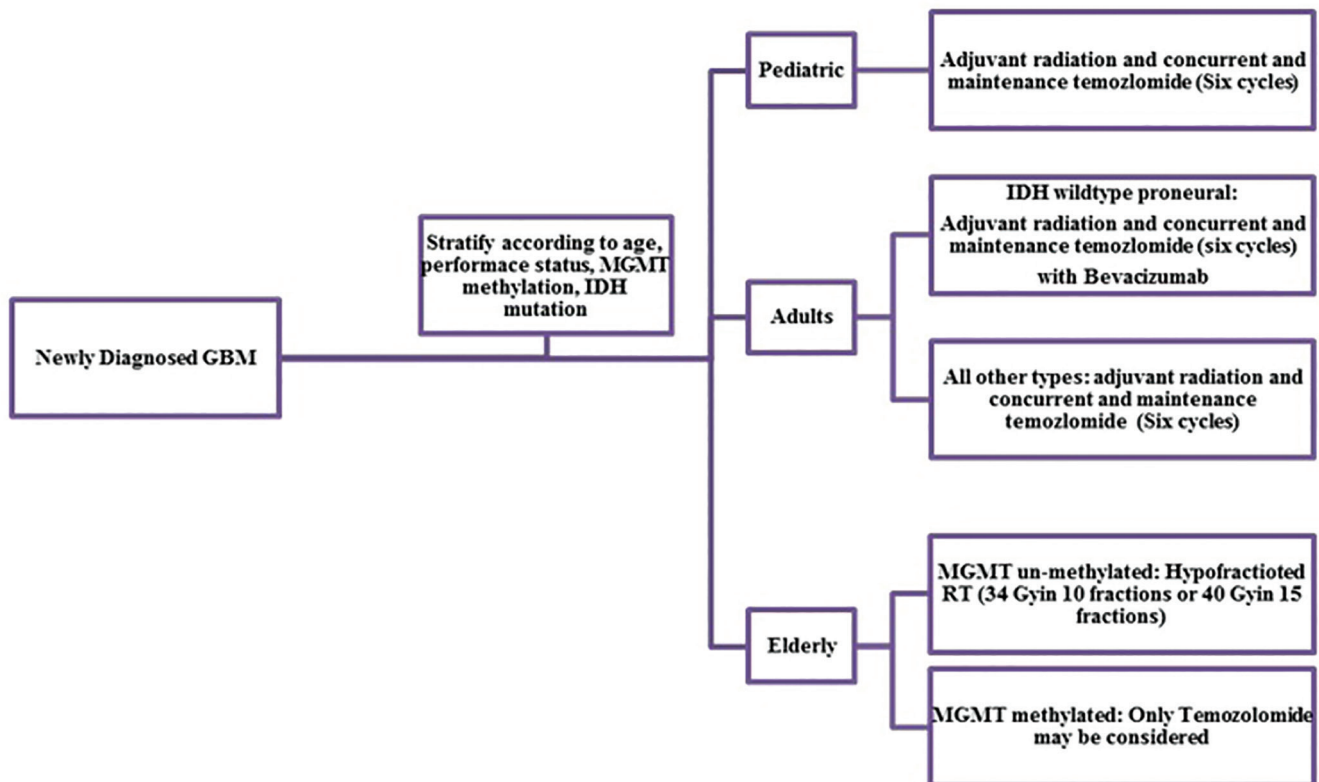 Newly Diagnosed GBM
Stratify according to age,
performace status, MGMT
methylation, IDH
mutation
Pediatric
Adjuvant radiation and concurrent and
maintenance temozlomide (Six cycles)
Adults
IDH wildtype proneural:
Adjuvant radiation and concurrent and
maintenance temozlomide (six cycles)
with Bevacizumab
All other types: adjuvant radiation and
concurrent and maintenance
temozlomide (Six cycles)
Elderly
MGMT un-methylated: Hypofractioted
RT (34 Gyin 10 fractions or 40 Gyin 15
fractions)
MGMT methylated: Only Temozolomide
may be considered